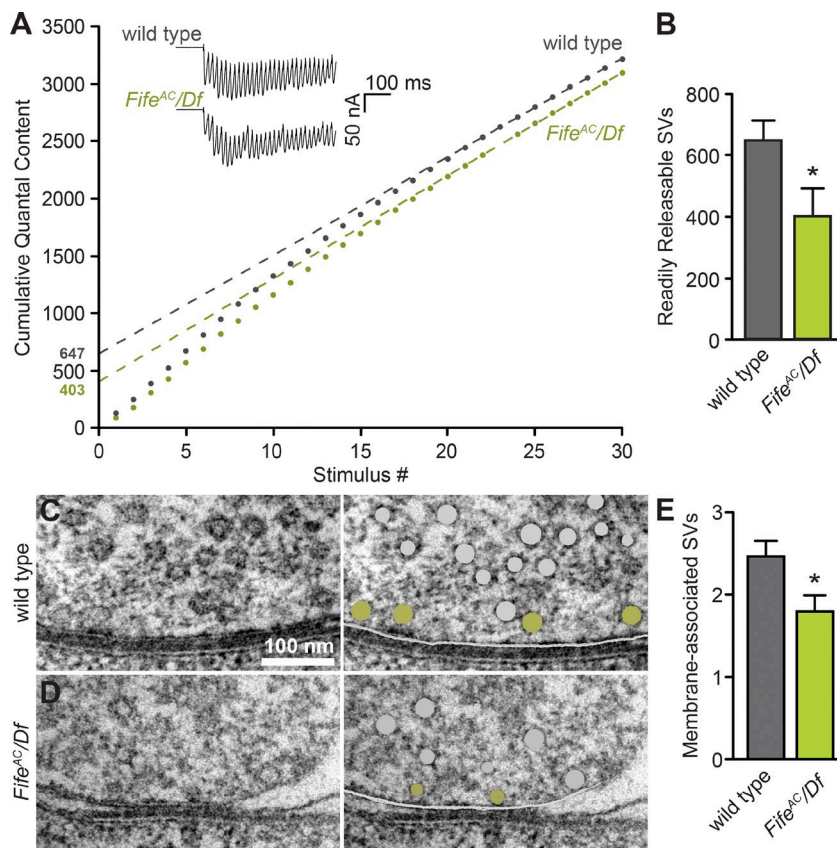 A
wild type
Fife^AC/Df
100 ms
50 nA
wild type
Fife^AC/Df
Cumulative Quantal Content
3500
3000
2500
2000
1500
1000
647
500
403
0
0 5 10 15 20 25 30
Stimulus #
B
Readily Releasable SVs
800
600
400
200
0
*
wild type
Fife^AC/Df
C
wild type
100 nm
D
Fife^AC/Df
E
Membrane-associated SVs
3
2
1
0
*
wild type
Fife^AC/Df